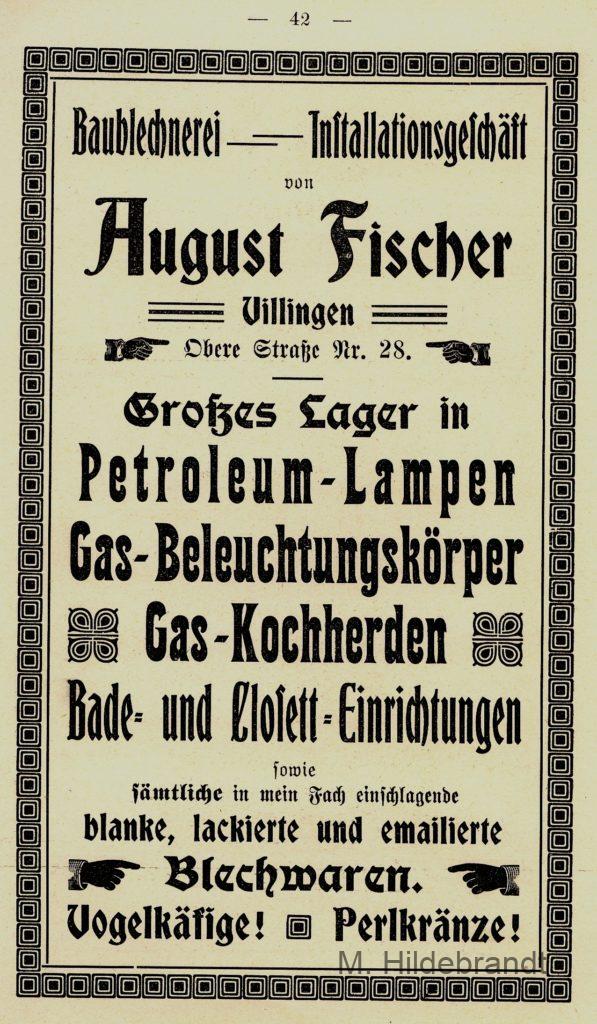 — 42 —
Baublechnerei — Installationsgeschäft
von
August Fischer
Villingen
Obere Straße Nr. 28.
Großes Lager in
Petroleum-Lampen
Gas-Beleuchtungskörper
Gas-Kochherden
Bade- und Closett-Einrichtungen
sowie
sämtliche in mein Fach einschlagende
blanke, lackierte und emailierte
Blechwaren.
Vogelkäfige! Perlkränze!
M. Hildebrandt